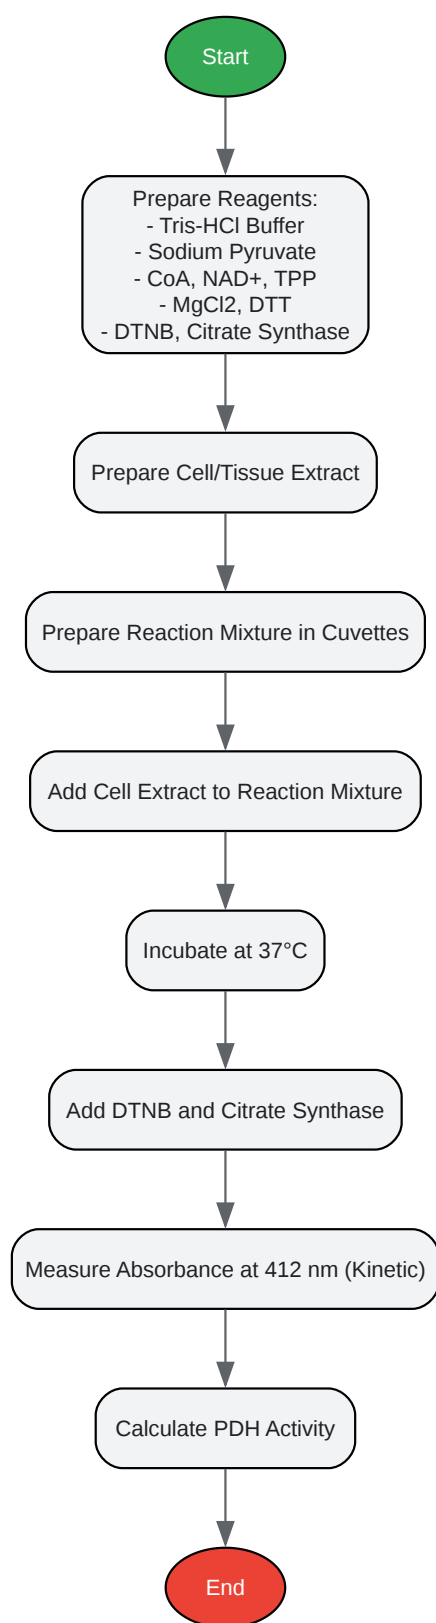 Start
Prepare Reagents:
- Tris-HCl Buffer
- Sodium Pyruvate
- CoA, NAD+, TPP
- MgCl2, DTT
- DTNB, Citrate Synthase
Prepare Cell/Tissue Extract
Prepare Reaction Mixture in Cuvettes
Add Cell Extract to Reaction Mixture
Incubate at 37°C
Add DTNB and Citrate Synthase
Measure Absorbance at 412 nm (Kinetic)
Calculate PDH Activity
End